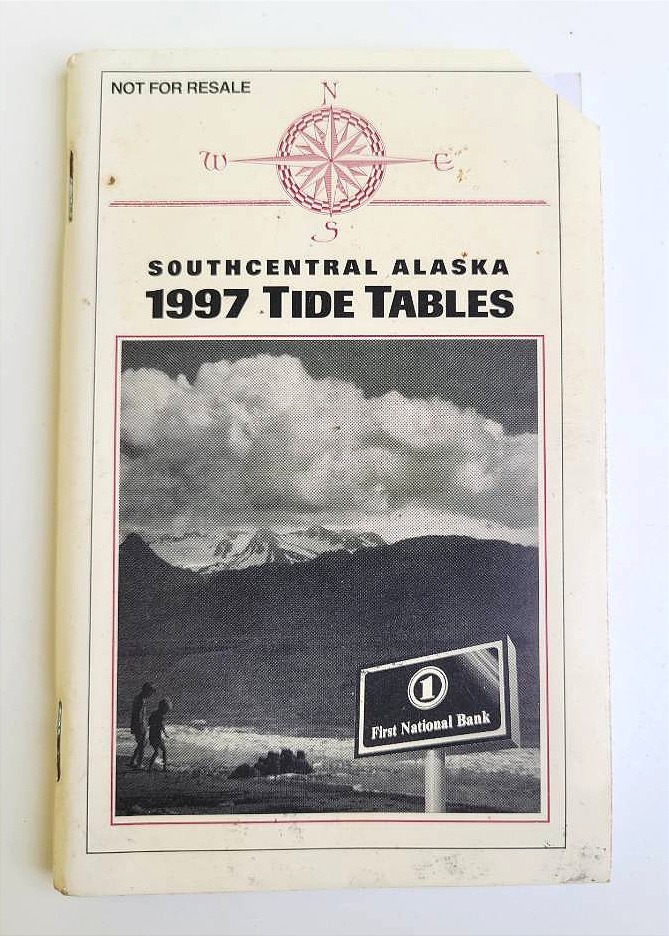 NOT FOR RESALE
N
W E
S
SOUTHCENTRAL ALASKA
1997 TIDE TABLES
1
First National Bank